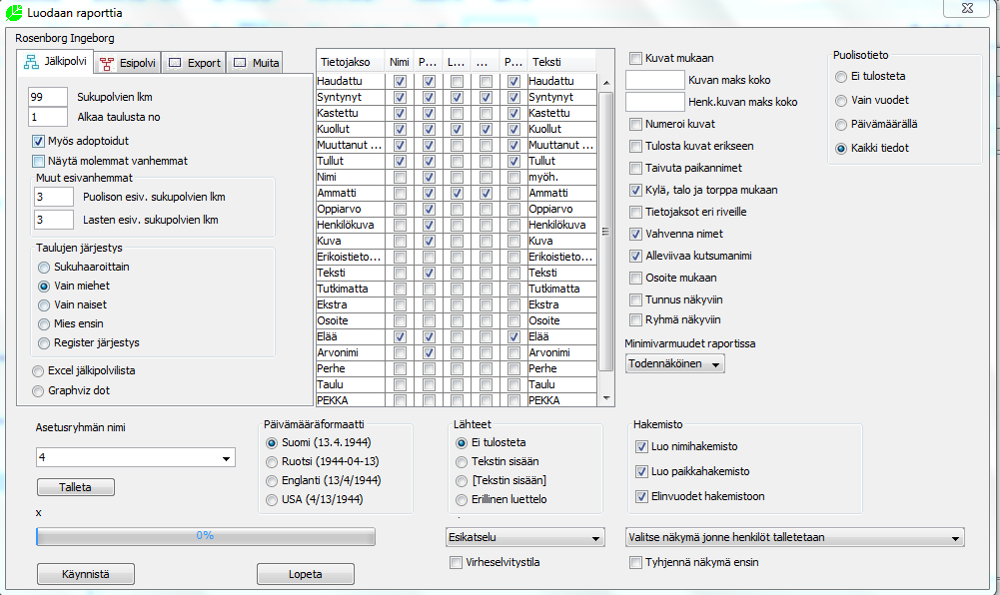 Luodaan raporttia
Rosenborg Ingeborg
Jälkipolvi Esipolvi Export Muita
99 Sukupolvien lkm
1 Alkaa taulusta no
Myös adoptoidut
Näytä molemmat vanhemmat
Muut esivanhemmat
3 Puolison esiv. sukupolvien lkm
3 Lasten esiv. sukupolvien lkm
Taulujen järjestys
Sukuhaaroittain
Vain miehet
Vain naiset
Mies ensin
Register järjestys
Excel jälkipolvilista
Graphviz dot
Tietojakso Nimi P... L... ... P... Teksti
Haudattu Haudattu
Syntynyt Syntynyt
Kastettu Kastettu
Kuollut Kuollut
Muuttanut ... Muuttanut ...
Tullut Tullut
Nimi myöh.
Ammatti Ammatti
Oppiarvo Oppiarvo
Henkilökuva Henkilökuva
Kuva Kuva
Erikoistieto... Erikoistieto...
Teksti Teksti
Tutkimatta Tutkimatta
Ekstra Ekstra
Osoite Osoite
Elää Elää
Arvonimi Arvonimi
Perhe Perhe
Taulu Taulu
PEKKA PEKKA
Kuvat mukaan
Kuvan maks koko
Henk.kuvan maks koko
Numeroi kuvat
Tulosta kuvat erikseen
Taivuta paikannimet
Kylä, talo ja torppa mukaan
Tietojaksot eri riveille
Vahvenna nimet
Alleviivaa kutsumanimi
Osoite mukaan
Tunnus näkyviin
Ryhmä näkyviin
Minimivarmuudet raportissa
Todennäköinen
Puolisotieto
Ei tulosteta
Vain vuodet
Päivämäärällä
Kaikki tiedot
Asetusryhmän nimi
4
Talleta
x
0%
Käynnistä Lopeta
Päivämääräformaatti
Suomi (13.4.1944)
Ruotsi (1944-04-13)
Englanti (13/4/1944)
USA (4/13/1944)
Lähteet
Ei tulosteta
Tekstin sisään
[Tekstin sisään]
Erillinen luettelo
Esikatselu
Virheselvitystila
Hakemisto
Luo nimihakemisto
Luo paikkahakemisto
Elinvuodet hakemistoon
Valitse näkymä jonne henkilöt talletetaan
Tyhjennä näkymä ensin